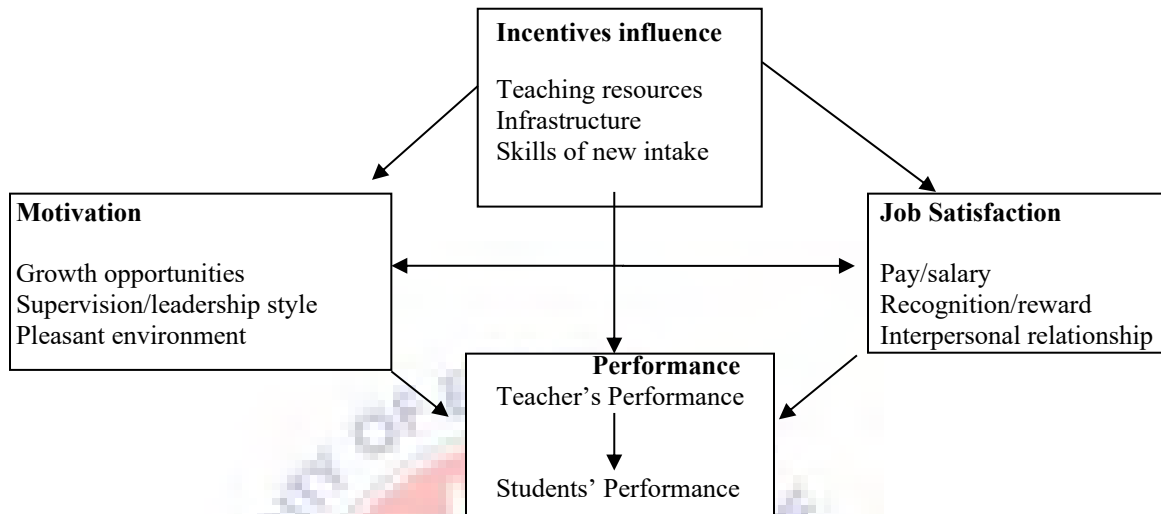 Incentives influence
Teaching resources
Infrastructure
Skills of new intake
Motivation
Growth opportunities
Supervision/leadership style
Pleasant environment
Job Satisfaction
Pay/salary
Recognition/reward
Interpersonal relationship
Performance
Teacher’s Performance
Students’ Performance